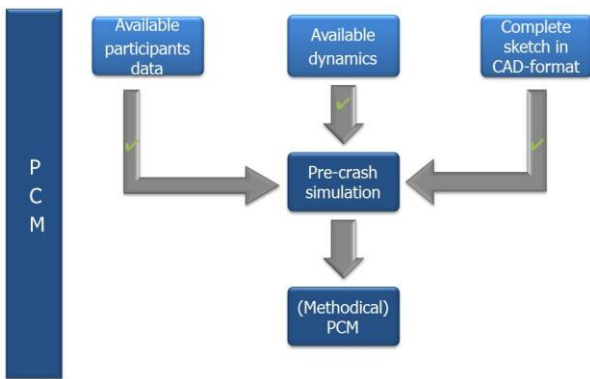 Available
participants
data
Available
dynamics
Complete
sketch in
CAD-format
P
C
M
Pre-crash
simulation
(Methodical)
PCM